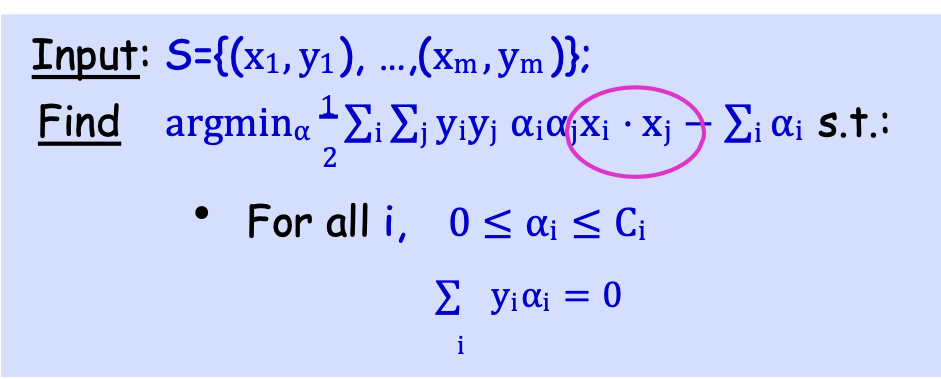 Input: S={(x₁, y₁), ...,(xₘ, yₘ)};
Find argminα ½ ∑ᵢ ∑ⱼ yᵢyⱼ αᵢαⱼxᵢ · xⱼ − ∑ᵢ αᵢ s.t.:
• For all i, 0 ≤ αᵢ ≤ Cᵢ
∑ yᵢαᵢ = 0
i